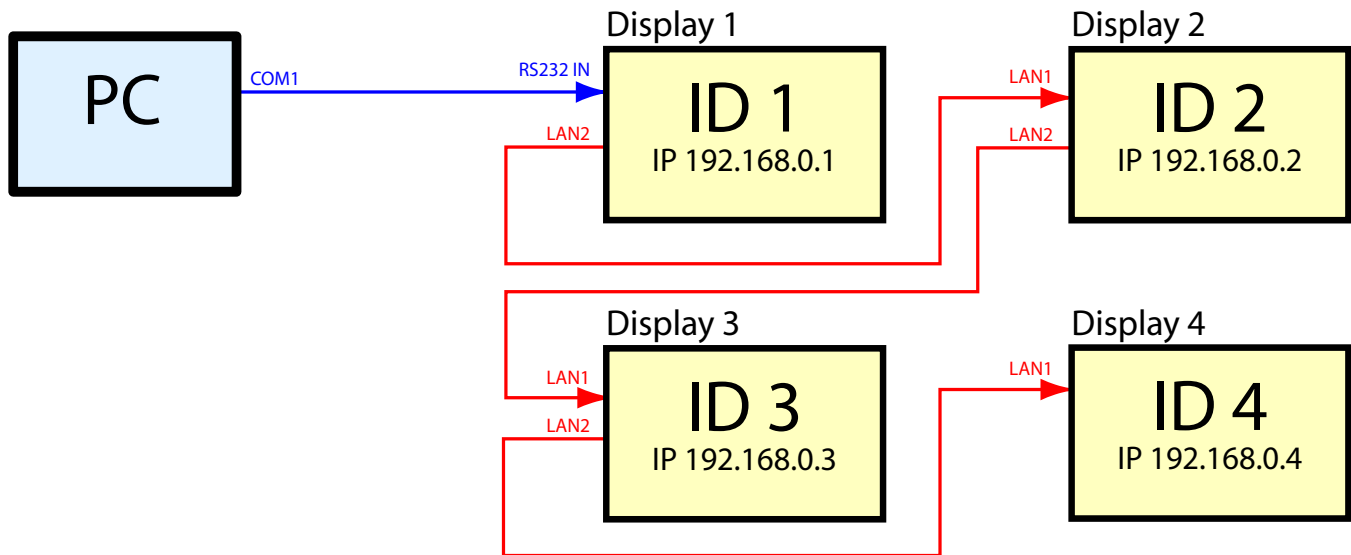 Display 1
Display 2
PC
COM1
RS232 IN
LAN2
ID 1
IP 192.168.0.1
LAN1
LAN2
ID 2
IP 192.168.0.2
Display 3
Display 4
LAN1
LAN2
ID 3
IP 192.168.0.3
LAN1
ID 4
IP 192.168.0.4